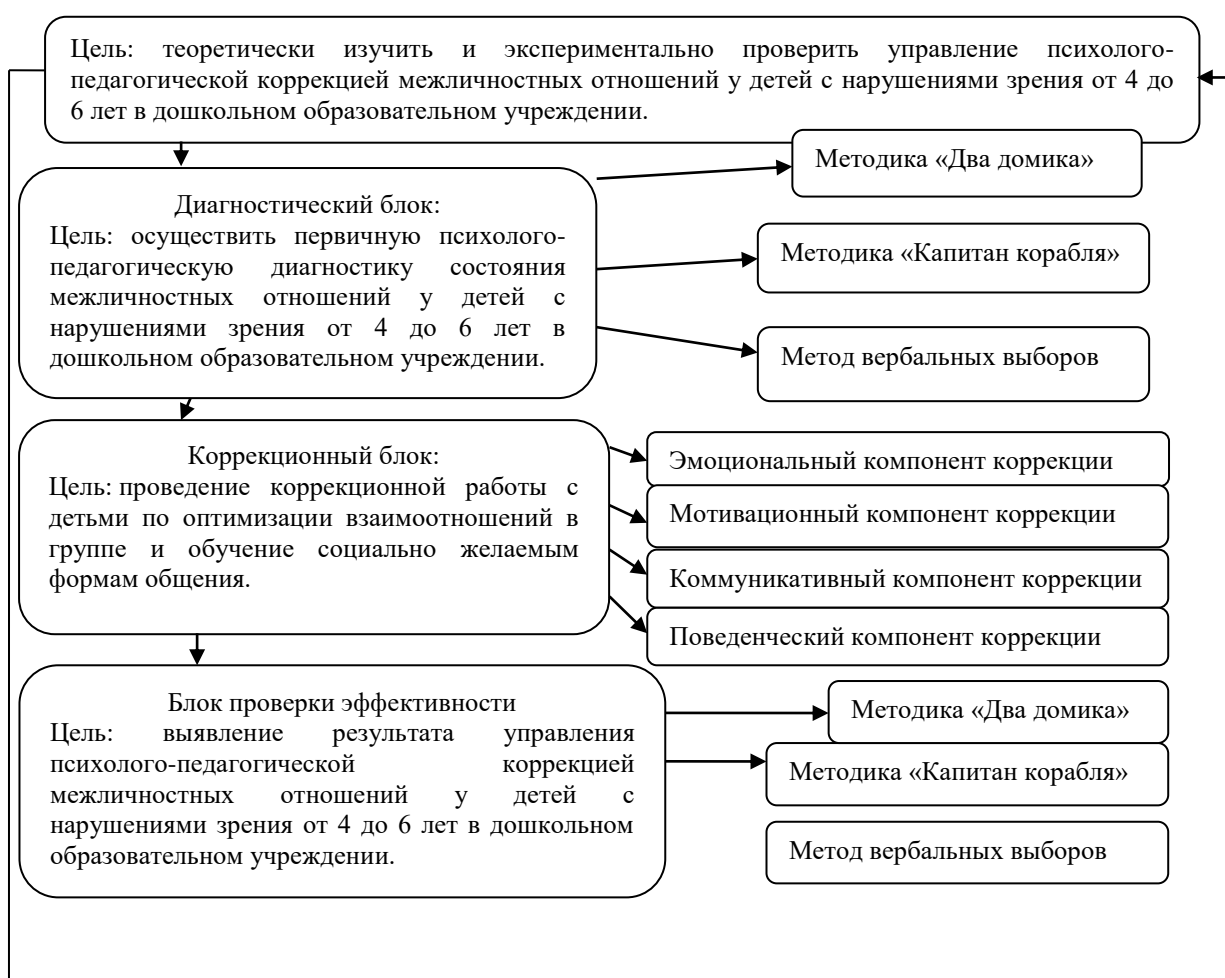 Цель: теоретически изучить и экспериментально проверить управление психолого-
педагогической коррекцией межличностных отношений у детей с нарушениями зрения от 4 до
6 лет в дошкольном образовательном учреждении.
Методика «Два домика»
Диагностический блок:
Цель: осуществить первичную психолого-
педагогическую диагностику состояния
межличностных отношений у детей с
нарушениями зрения от 4 до 6 лет в
дошкольном образовательном учреждении.
Методика «Капитан корабля»
Метод вербальных выборов
Коррекционный блок:
Цель: проведение коррекционной работы с
детьми по оптимизации взаимоотношений в
группе и обучение социально желаемым
формам общения.
Эмоциональный компонент коррекции
Мотивационный компонент коррекции
Коммуникативный компонент коррекции
Поведенческий компонент коррекции
Блок проверки эффективности
Цель: выявление результата управления
психолого-педагогической коррекцией
межличностных отношений у детей с
нарушениями зрения от 4 до 6 лет в дошкольном
образовательном учреждении.
Методика «Два домика»
Методика «Капитан корабля»
Метод вербальных выборов